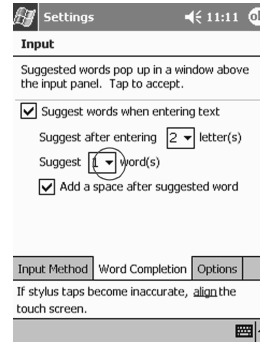 Settings 11:11 ok
Input
Suggested words pop up in a window above
the input panel. Tap to accept.
Suggest words when entering text
Suggest after entering 2 letter(s)
Suggest 1 word(s)
Add a space after suggested word
Input Method Word Completion Options
If stylus taps become inaccurate, align the
touch screen.